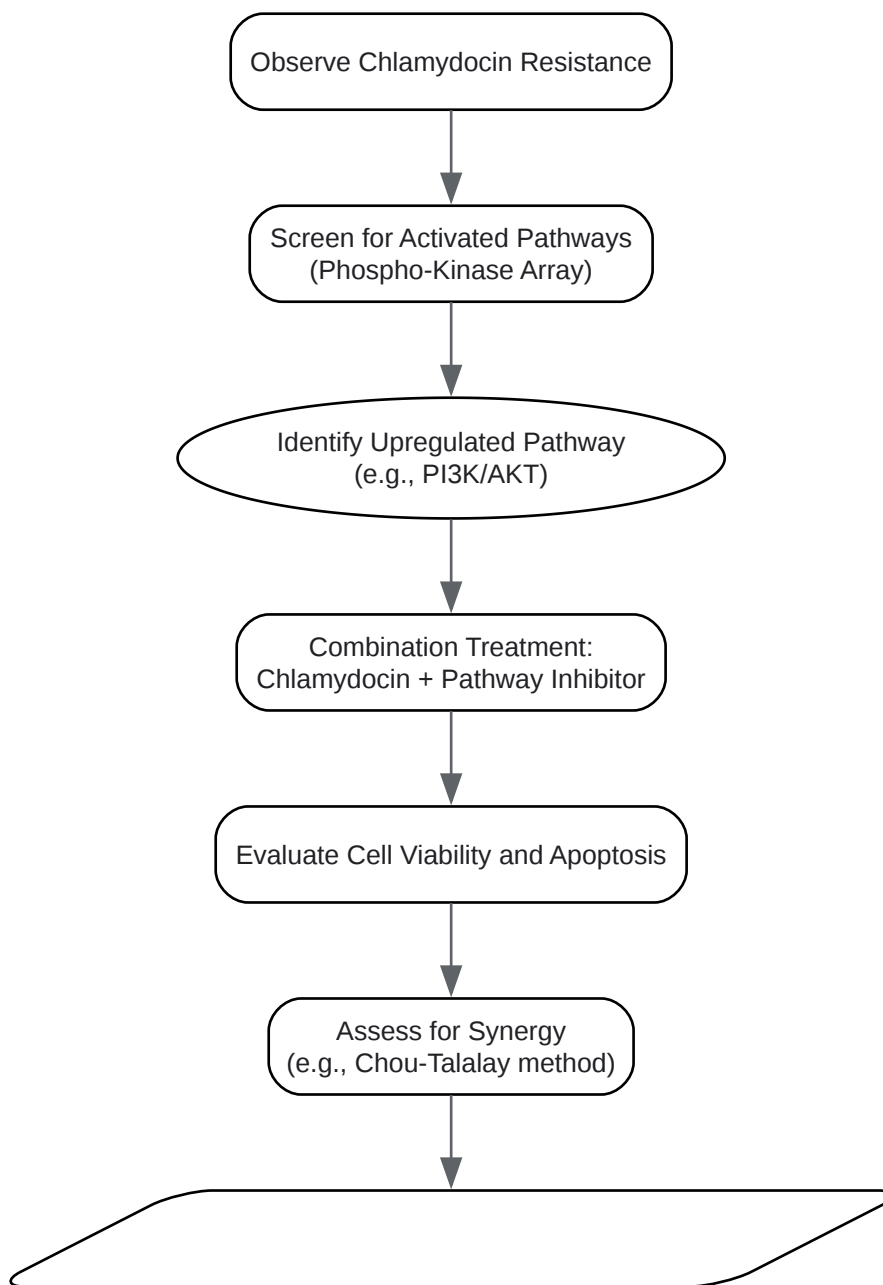 Observe Chlamydocin Resistance
Screen for Activated Pathways
(Phospho-Kinase Array)
Identify Upregulated Pathway
(e.g., PI3K/AKT)
Combination Treatment:
Chlamydocin + Pathway Inhibitor
Evaluate Cell Viability and Apoptosis
Assess for Synergy
(e.g., Chou-Talalay method)